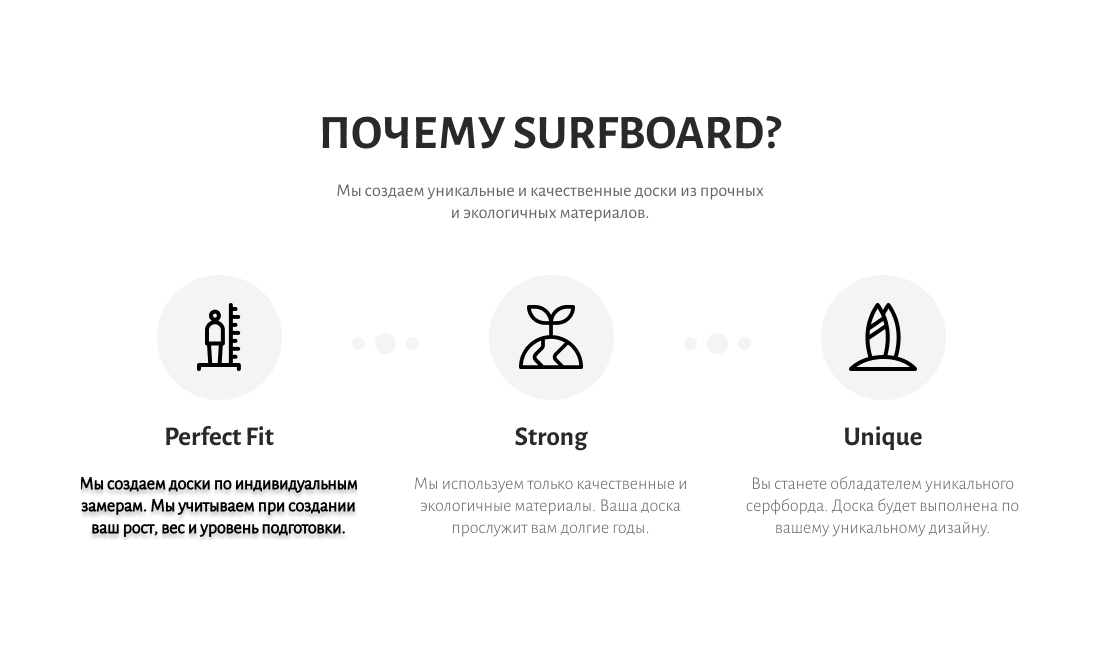 ПОЧЕМУ SURFBOARD?
Мы создаем уникальные и качественные доски из прочных
и экологичных материалов.
Perfect Fit
Мы создаем доски по индивидуальным
замерам. Мы учитываем при создании
ваш рост, вес и уровень подготовки.
Strong
Мы используем только качественные и
экологичные материалы. Ваша доска
прослужит вам долгие годы.
Unique
Вы станете обладателем уникального
серфборда. Доска будет выполнена по
вашему уникальному дизайну.